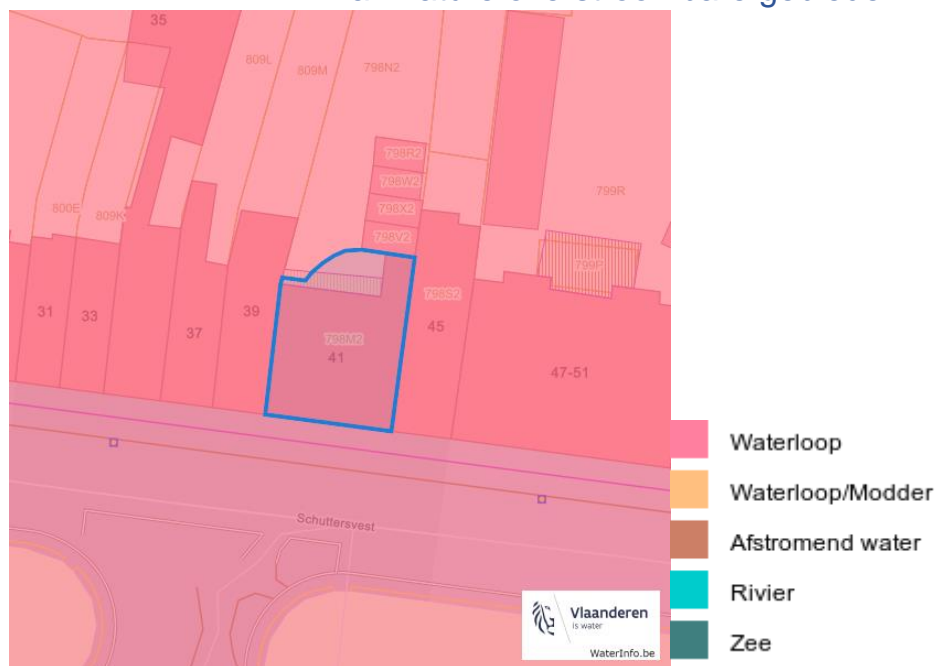 35
809L
809M
798N2
798R2
798W2
798X2
798V2
799R
800E
809K
799P
31
33
37
39
798M2
41
798S2
45
47-51
Schuttersvest
Vlaanderen
is water
WaterInfo.be
Waterloop
Waterloop/Modder
Afstromend water
Rivier
Zee